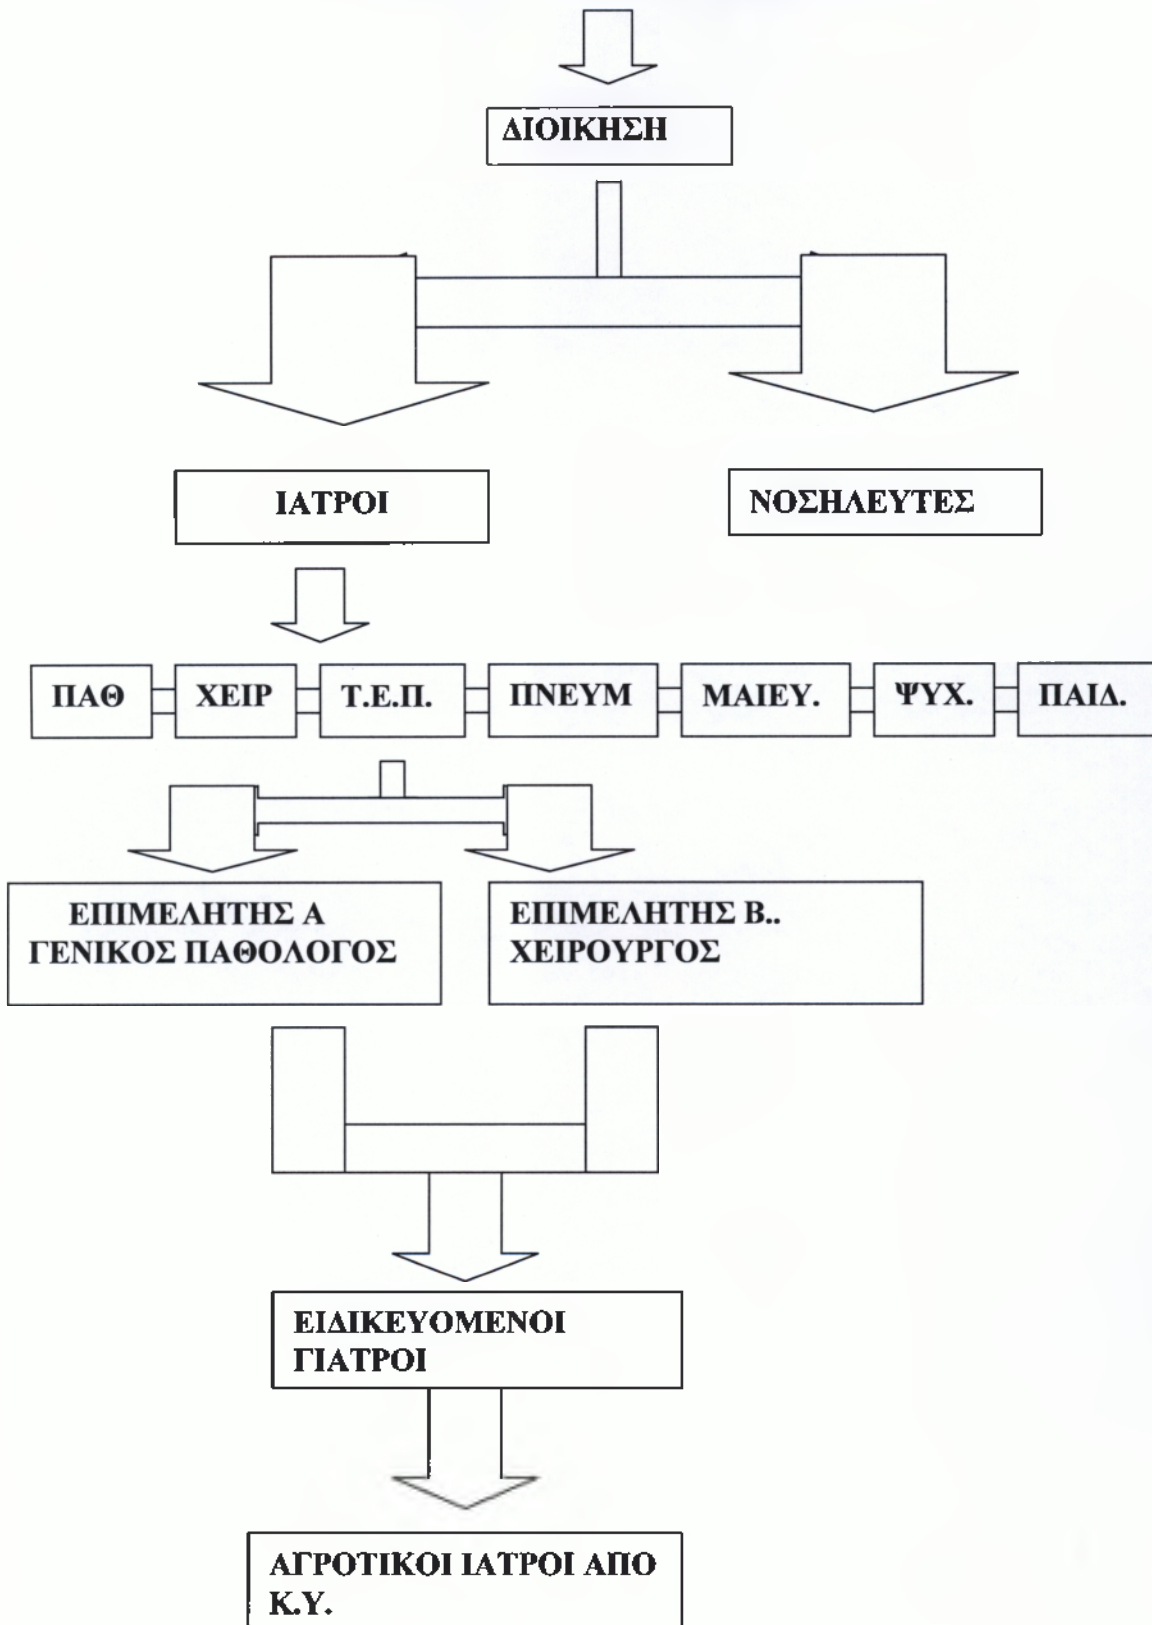 ΔΙΟΙΚΗΣΗ
ΙΑΤΡΟΙ
ΝΟΣΗΛΕΥΤΕΣ
ΠΑΘ
ΧΕΙΡ
Τ.Ε.Π.
ΠΝΕΥΜ
ΜΑΙΕΥ.
ΨΥΧ.
ΠΑΙΔ.
ΕΠΙΜΕΛΗΤΗΣ Α
ΓΕΝΙΚΟΣ ΠΑΘΟΛΟΓΟΣ
ΕΠΙΜΕΛΗΤΗΣ Β..
ΧΕΙΡΟΥΡΓΟΣ
ΕΙΔΙΚΕΥΟΜΕΝΟΙ
ΓΙΑΤΡΟΙ
ΑΓΡΟΤΙΚΟΙ ΙΑΤΡΟΙ ΑΠΟ
Κ.Υ.